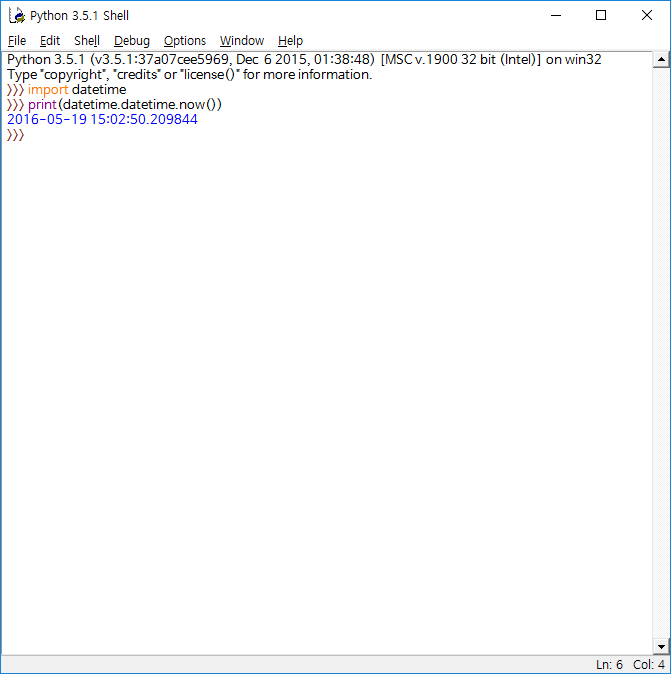 Python 3.5.1 Shell
File Edit Shell Debug Options Window Help
Python 3.5.1 (v3.5.1:37a07cee5969, Dec 6 2015, 01:38:48) [MSC v.1900 32 bit (Intel)] on win32
Type "copyright", "credits" or "license()" for more information.
>>> import datetime
>>> print(datetime.datetime.now())
2016-05-19 15:02:50.209844
>>>
Ln: 6 Col: 4